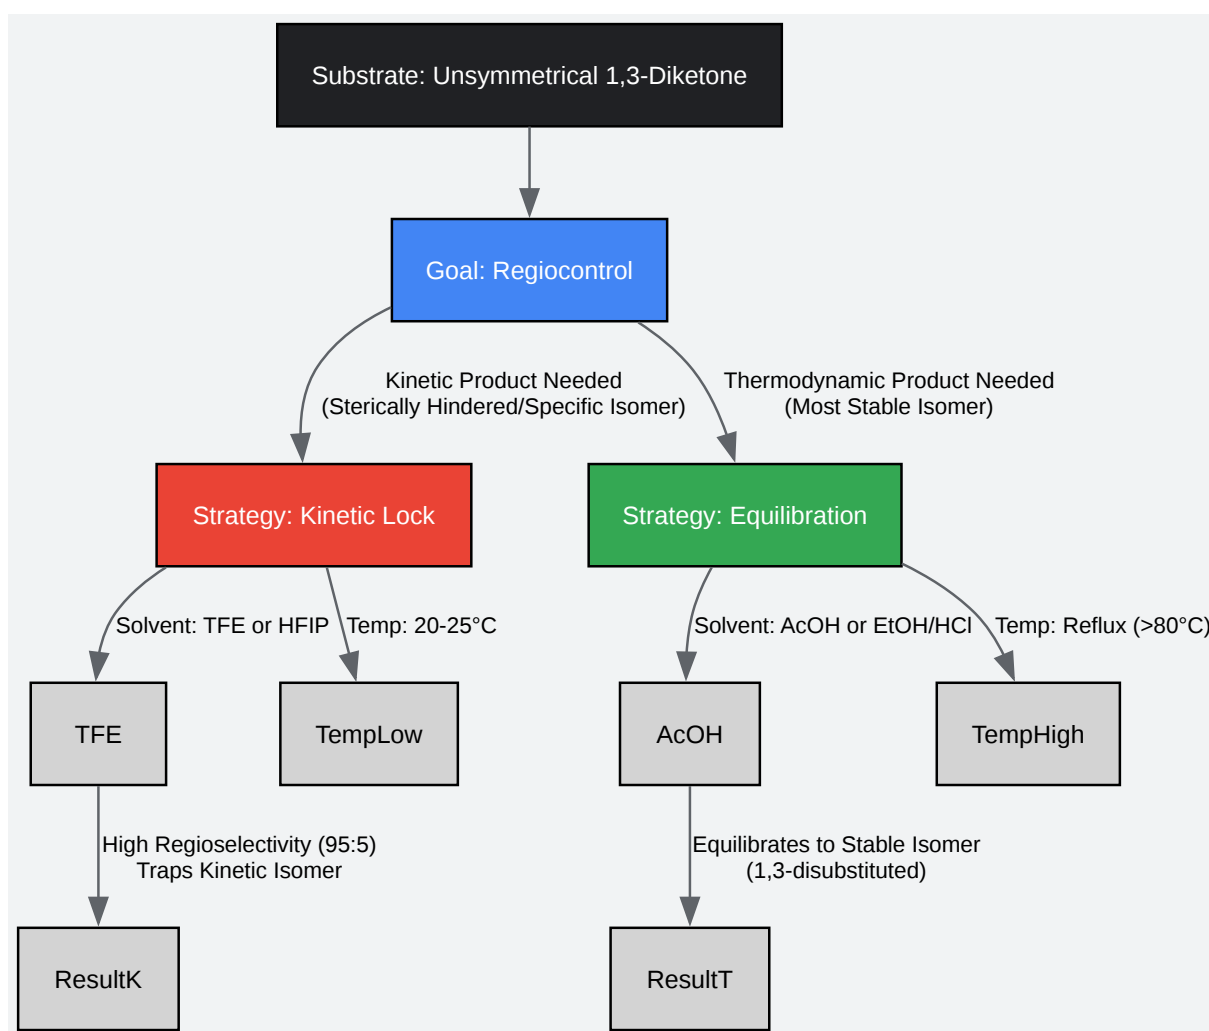 Substrate: Unsymmetrical 1,3-Diketone
Goal: Regiocontrol
Kinetic Product Needed
(Sterically Hindered/Specific Isomer)
Thermodynamic Product Needed
(Most Stable Isomer)
Strategy: Kinetic Lock
Strategy: Equilibration
Solvent: TFE or HFIP
Temp: 20-25°C
Solvent: AcOH or EtOH/HCl
Temp: Reflux (>80°C)
TFE
TempLow
AcOH
TempHigh
High Regioselectivity (95:5)
Traps Kinetic Isomer
Equilibrates to Stable Isomer
(1,3-disubstituted)
ResultK
ResultT